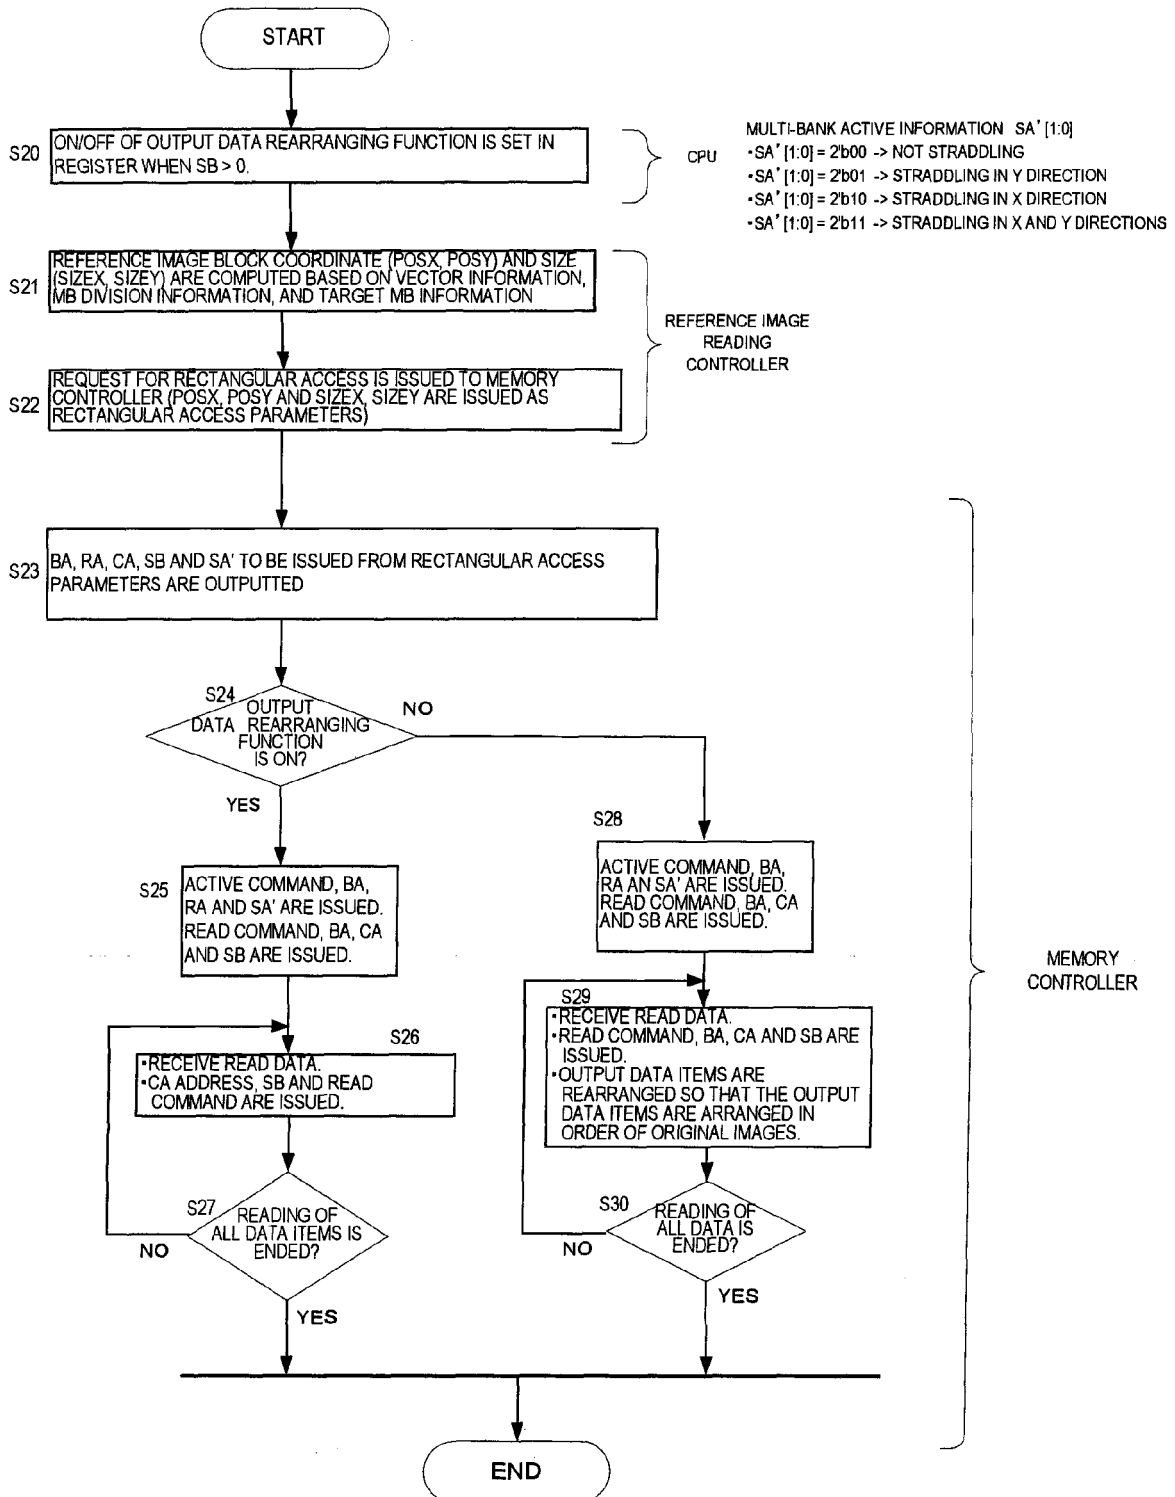 START
S20
ON/OFF OF OUTPUT DATA REARRANGING FUNCTION IS SET IN
REGISTER WHEN SB > 0.
CPU
MULTI-BANK ACTIVE INFORMATION SA' [1:0]
•SA' [1:0] = 2'b00 -> NOT STRADDLING
•SA' [1:0] = 2'b01 -> STRADDLING IN Y DIRECTION
•SA' [1:0] = 2'b10 -> STRADDLING IN X DIRECTION
•SA' [1:0] = 2'b11 -> STRADDLING IN X AND Y DIRECTIONS
S21
REFERENCE IMAGE BLOCK COORDINATE (POSX, POSY) AND SIZE
(SIZEX, SIZEY) ARE COMPUTED BASED ON VECTOR INFORMATION,
MB DIVISION INFORMATION, AND TARGET MB INFORMATION
REFERENCE IMAGE
READING
CONTROLLER
S22
REQUEST FOR RECTANGULAR ACCESS IS ISSUED TO MEMORY
CONTROLLER (POSX, POSY AND SIZEX, SIZEY ARE ISSUED AS
RECTANGULAR ACCESS PARAMETERS)
S23
BA, RA, CA, SB AND SA' TO BE ISSUED FROM RECTANGULAR ACCESS
PARAMETERS ARE OUTPUTTED
S24
OUTPUT
DATA REARRANGING
FUNCTION
IS ON?
NO
YES
S25
ACTIVE COMMAND, BA,
RA AND SA' ARE ISSUED.
READ COMMAND, BA, CA
AND SB ARE ISSUED.
S28
ACTIVE COMMAND, BA,
RA AN SA' ARE ISSUED.
READ COMMAND, BA, CA
AND SB ARE ISSUED.
MEMORY
CONTROLLER
S26
•RECEIVE READ DATA.
•CA ADDRESS, SB AND READ
COMMAND ARE ISSUED.
S29
•RECEIVE READ DATA.
•READ COMMAND, BA, CA AND SB ARE
ISSUED.
•OUTPUT DATA ITEMS ARE
REARRANGED SO THAT THE OUTPUT
DATA ITEMS ARE ARRANGED IN
ORDER OF ORIGINAL IMAGES.
S27
READING OF
ALL DATA ITEMS IS
ENDED?
NO
YES
S30
READING OF
ALL DATA IS
ENDED?
NO
YES
END